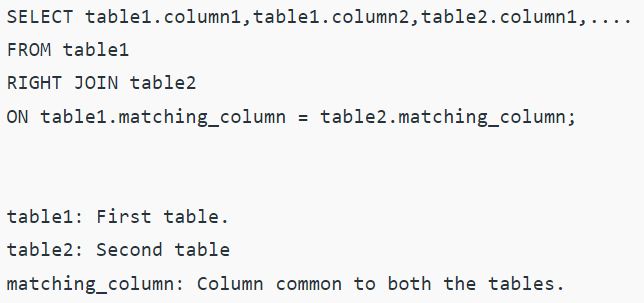 SELECT table1.column1,table1.column2,table2.column1,....
FROM table1
RIGHT JOIN table2
ON table1.matching_column = table2.matching_column;
table1: First table.
table2: Second table
matching_column: Column common to both the tables.